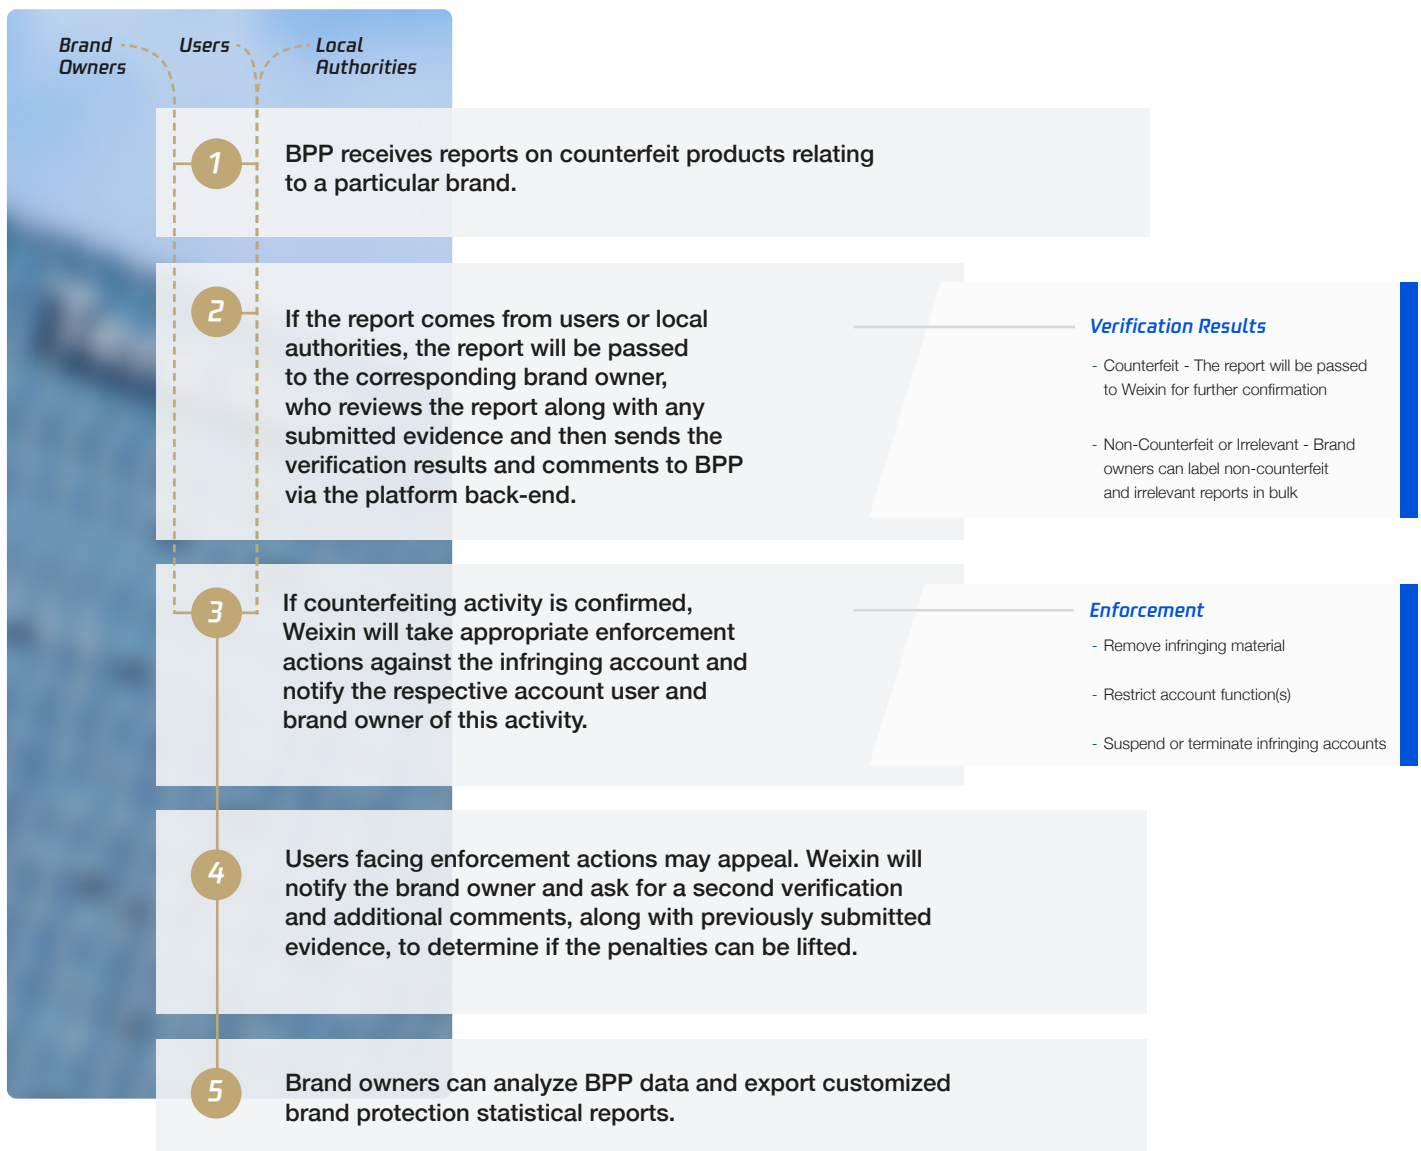 Brand
Owners
Users
Local
Authorities
1
BPP receives reports on counterfeit products relating
to a particular brand.
2
If the report comes from users or local
authorities, the report will be passed
to the corresponding brand owner,
who reviews the report along with any
submitted evidence and then sends the
verification results and comments to BPP
via the platform back-end.
Verification Results
- Counterfeit - The report will be passed
to Weixin for further confirmation
- Non-Counterfeit or Irrelevant - Brand
owners can label non-counterfeit
and irrelevant reports in bulk
3
If counterfeiting activity is confirmed,
Weixin will take appropriate enforcement
actions against the infringing account and
notify the respective account user and
brand owner of this activity.
Enforcement
- Remove infringing material
- Restrict account function(s)
- Suspend or terminate infringing accounts
4
Users facing enforcement actions may appeal. Weixin will
notify the brand owner and ask for a second verification
and additional comments, along with previously submitted
evidence, to determine if the penalties can be lifted.
5
Brand owners can analyze BPP data and export customized
brand protection statistical reports.